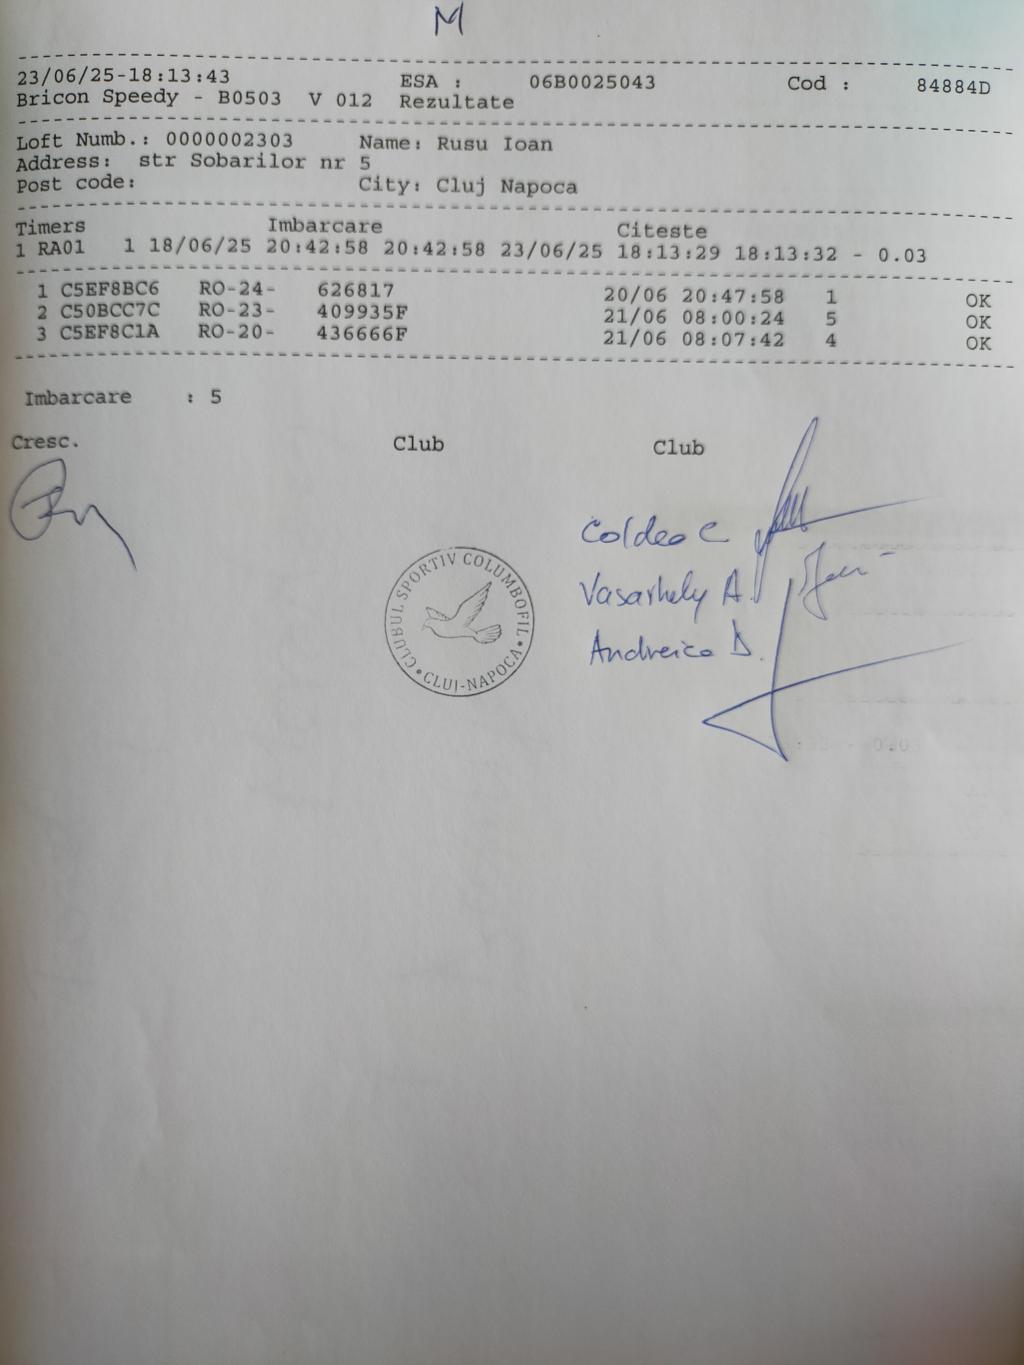 M
23/06/25-18:13:43 ESA : 06B0025043 Cod : 84884D
Bricon Speedy - B0503 V 012 Rezultate
Loft Numb.: 0000002303 Name: Rusu Ioan
Address: str Sobarilor nr 5
Post code: City: Cluj Napoca
Timers Imbarcare Citeste
1 RA01 1 18/06/25 20:42:58 20:42:58 23/06/25 18:13:29 18:13:32 - 0.03
1 C5EF8BC6 RO-24- 626817 20/06 20:47:58 1 OK
2 C50BCC7C RO-23- 409935F 21/06 08:00:24 5 OK
3 C5EF8C1A RO-20- 436666F 21/06 08:07:42 4 OK
Imbarcare : 5
Cresc. Club Club
Coldea C
Vasarhely A.
Andreica D.
CLUBUL SPORTIV COLUMBOFIL
CLUJ-NAPOCA